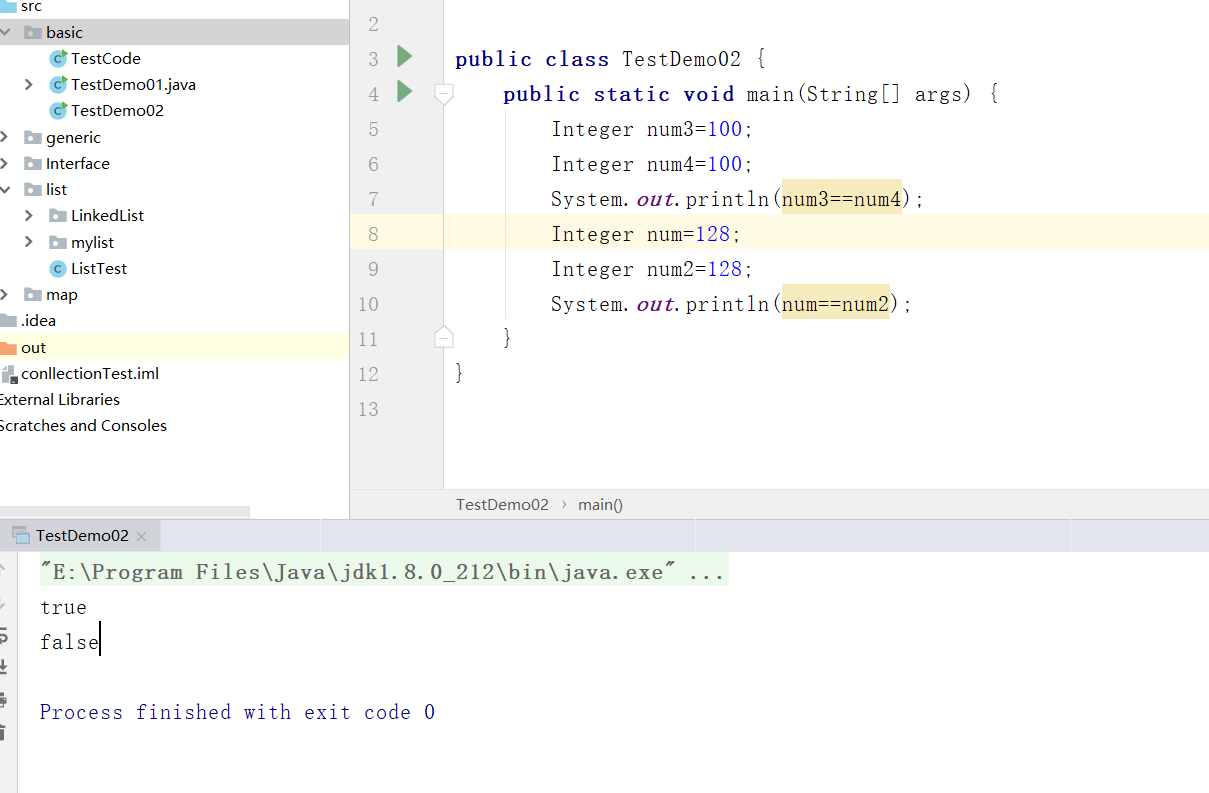 src
basic
TestCode
TestDemo01.java
TestDemo02
generic
Interface
list
LinkedList
mylist
ListTest
map
.idea
out
conllectionTest.iml
External Libraries
Scratches and Consoles
2
3 public class TestDemo02 {
4 public static void main(String[] args) {
5 Integer num3=100;
6 Integer num4=100;
7 System.out.println(num3==num4);
8 Integer num=128;
9 Integer num2=128;
10 System.out.println(num==num2);
11 }
12 }
13
TestDemo02 › main()
TestDemo02 ×
"E:\Program Files\Java\jdk1.8.0_212\bin\java.exe" ...
true
false
Process finished with exit code 0